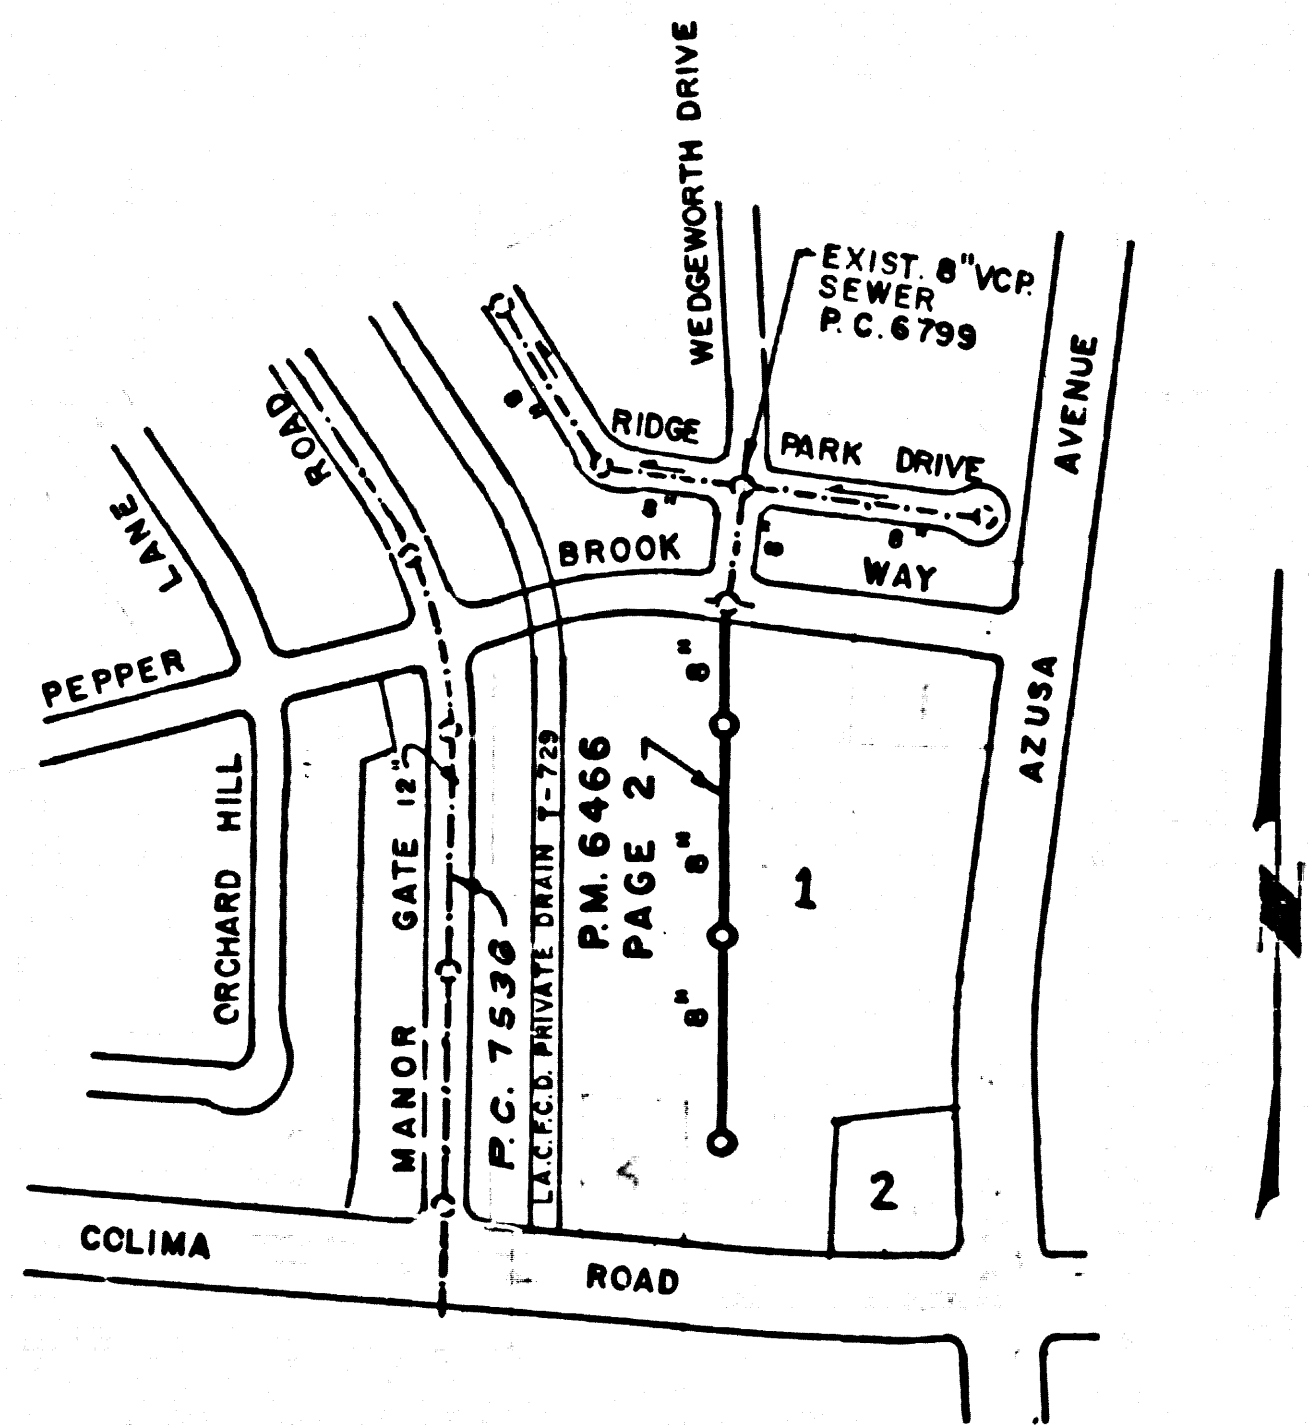 WEDGEWORTH DRIVE
EXIST. 8" VCP.
SEWER
P.C. 6799
AVENUE
AZUSA
RIDGE
PARK DRIVE
8"
8"
8"
8"
BROOK
WAY
ROAD
LANE
PEPPER
ORCHARD HILL
MANOR GATE
12"
P.C. 7536
L.A.C.F.C.D. PRIVATE DRAIN T-729
P.M. 6466
PAGE 2
8"
8"
8"
1
2
COLIMA
ROAD
N